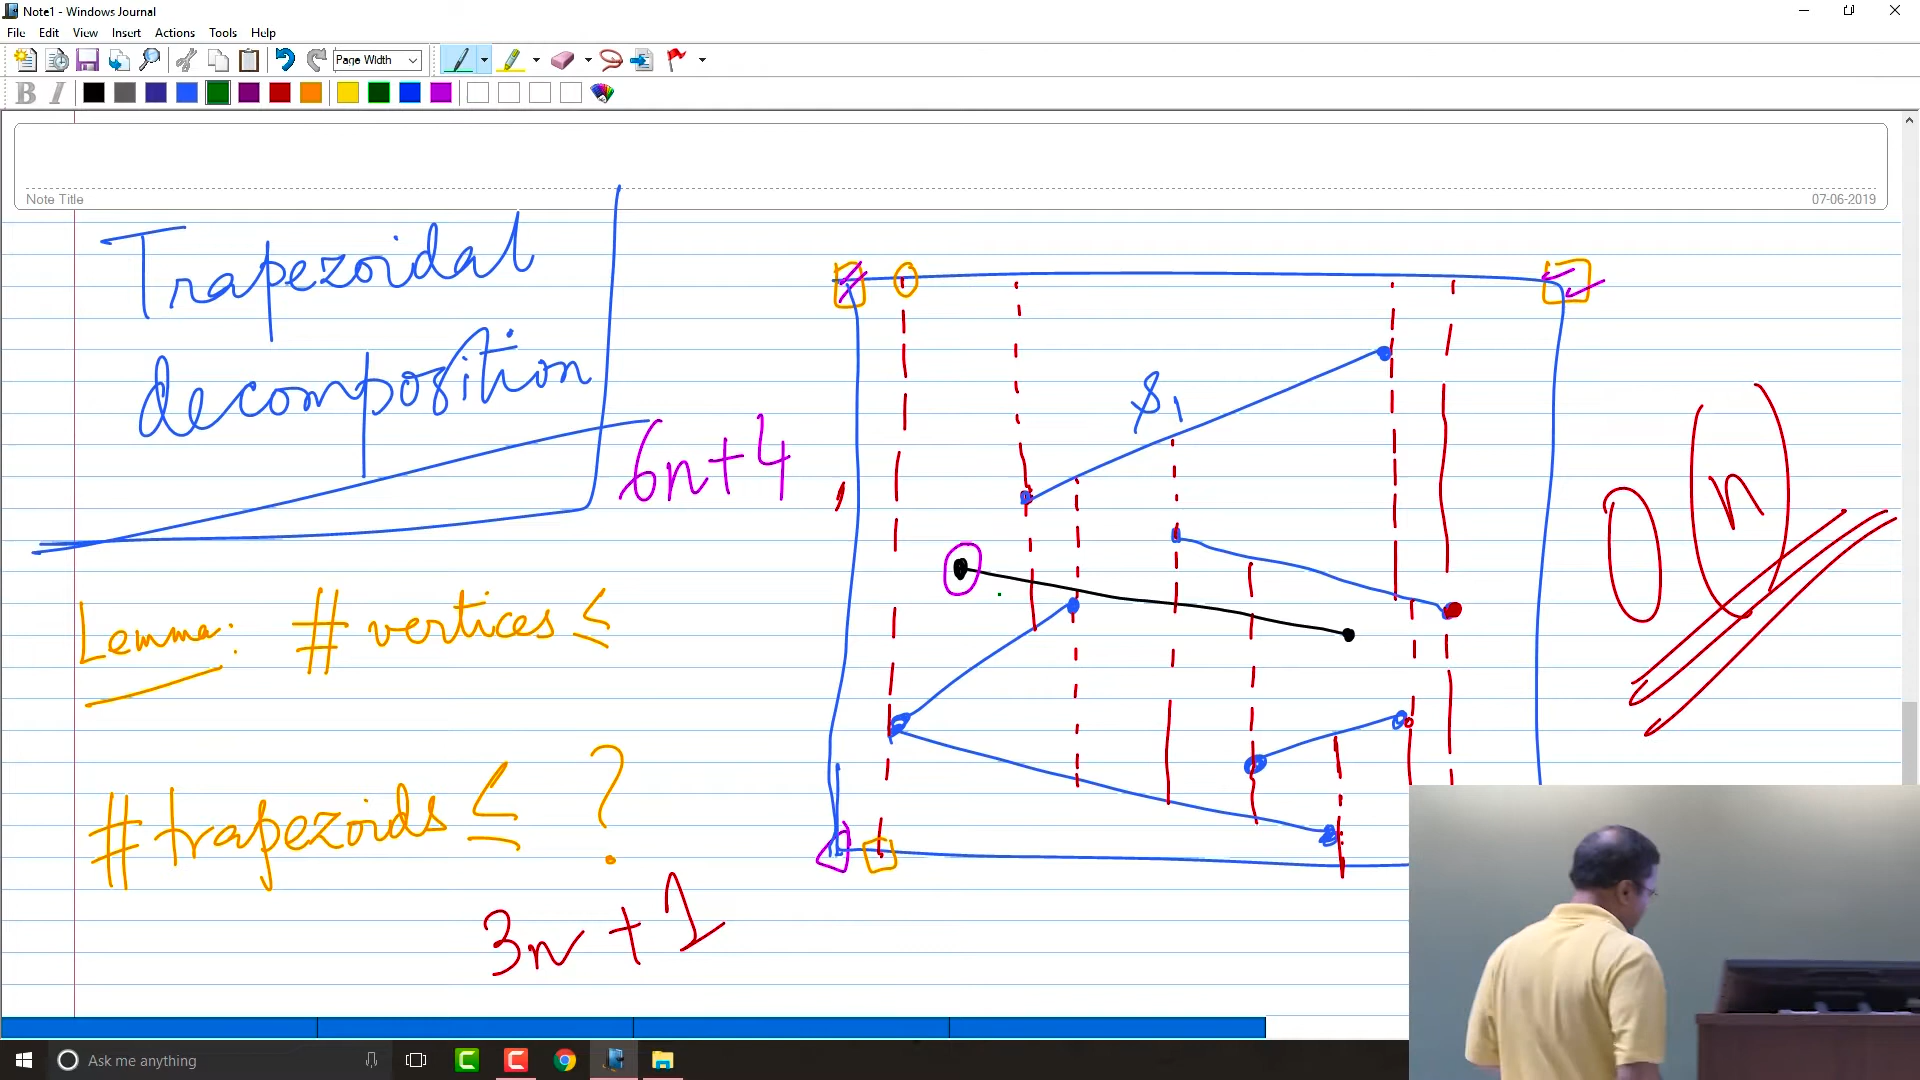 Note1 - Windows Journal
File Edit View Insert Actions Tools Help
Page Width
B I
Note Title
07-06-2019
Trapezoidal
decomposition
6n+4
S1
O(n)
Lemma: # vertices ≤
# trapezoids ≤ ?
3n + 1
Ask me anything